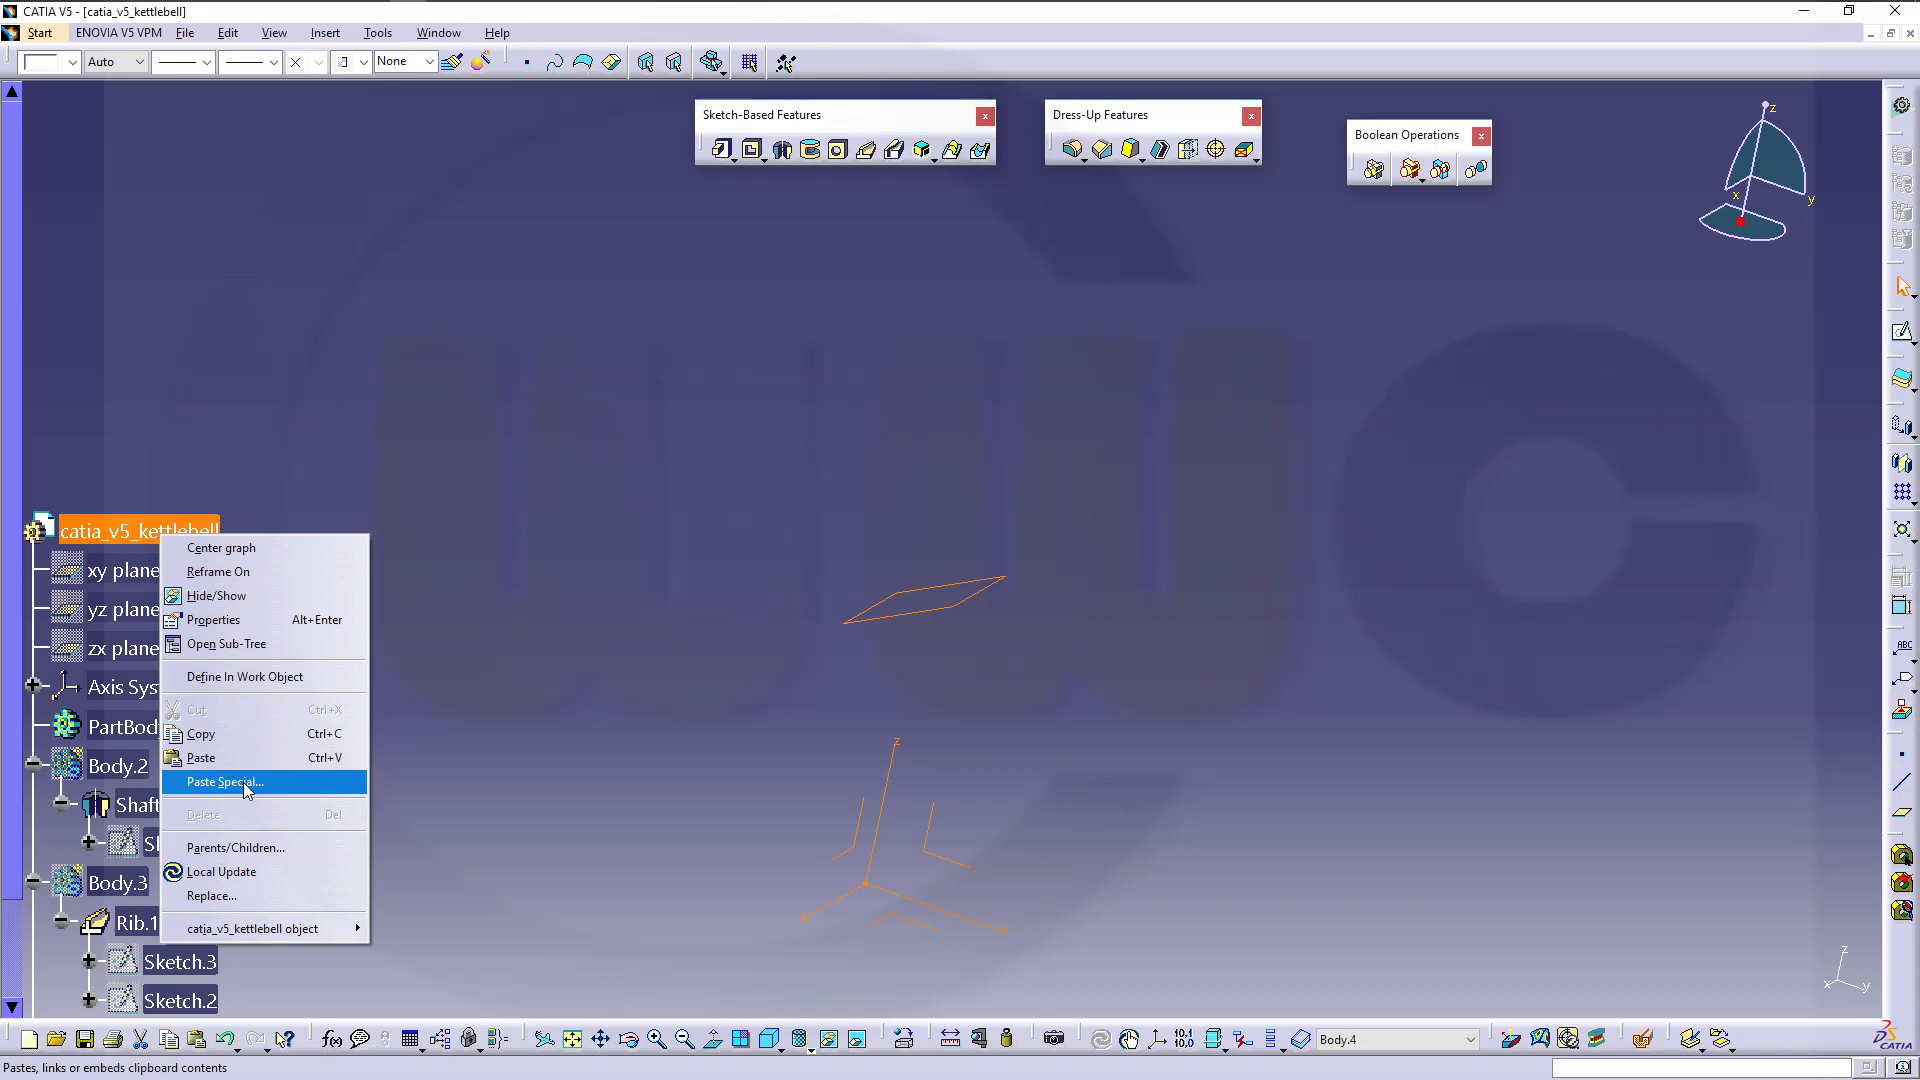 CATIA V5 - [catia_v5_kettlebell]
Start ENOVIA V5 VPM File Edit View Insert Tools Window Help
Auto None
Sketch-Based Features
Dress-Up Features
Boolean Operations
z
x
y
catia_v5_kettlebell
xy plane
yz plane
zx plane
Axis Sys
PartBod
Body.2
Shaft
Body.3
Rib.1
Sketch.3
Sketch.2
Center graph
Reframe On
Hide/Show
Properties Alt+Enter
Open Sub-Tree
Define In Work Object
Cut Ctrl+X
Copy Ctrl+C
Paste Ctrl+V
Paste Special...
Delete Del
Parents/Children...
Local Update
Replace...
catia_v5_kettlebell object
z
z
x y
ABC
Body.4
CATIA
Pastes, links or embeds clipboard contents